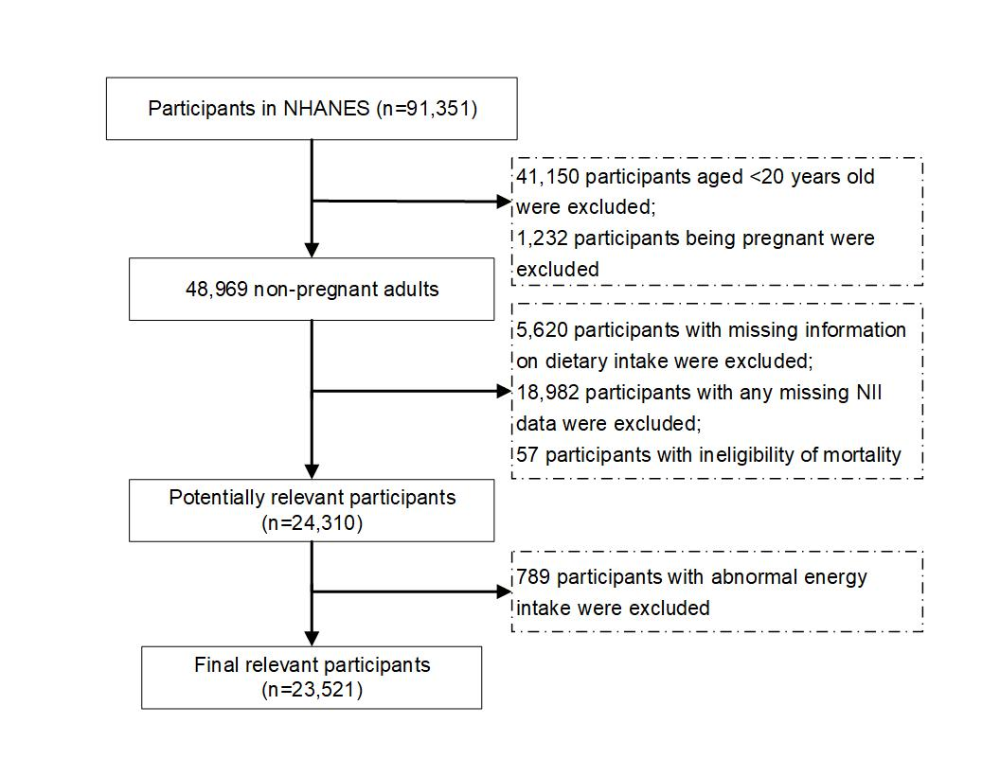 Participants in NHANES (n=91,351)
41,150 participants aged <20 years old
were excluded;
1,232 participants being pregnant were
excluded
48,969 non-pregnant adults
5,620 participants with missing information
on dietary intake were excluded;
18,982 participants with any missing NII
data were excluded;
57 participants with ineligibility of mortality
Potentially relevant participants
(n=24,310)
789 participants with abnormal energy
intake were excluded
Final relevant participants
(n=23,521)